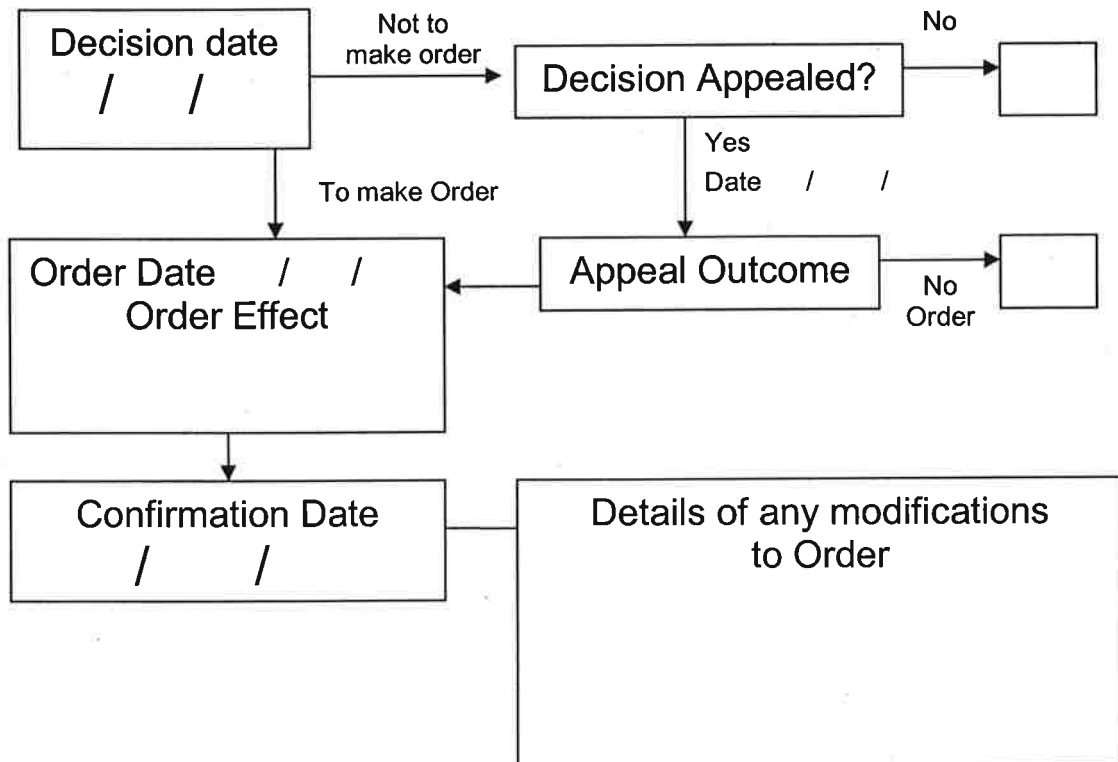 Decision date
/ /
Not to
make order
Decision Appealed?
No
Yes
Date / /
To make Order
Order Date / /
Order Effect
Appeal Outcome
No
Order
Confirmation Date
/ /
Details of any modifications
to Order